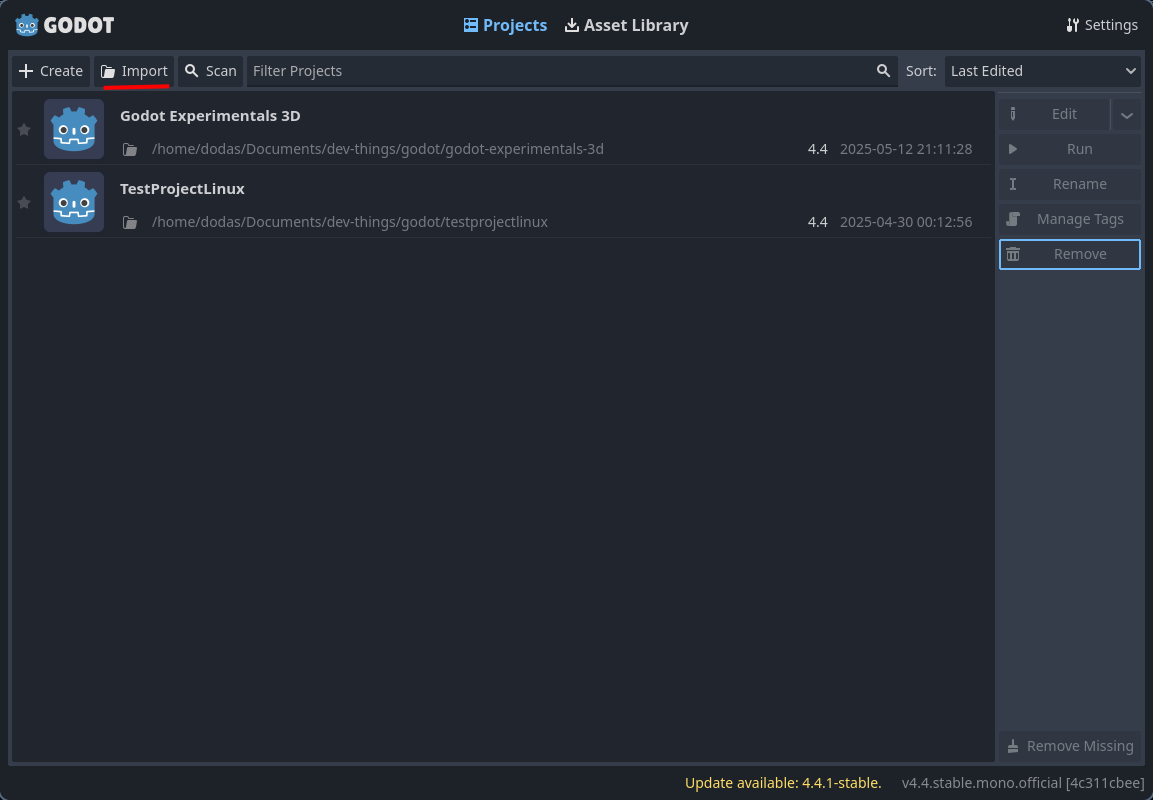 GODOT
Projects Asset Library
Settings
Create Import Scan Filter Projects Sort: Last Edited
Godot Experimentals 3D
/home/dodas/Documents/dev-things/godot/godot-experimentals-3d 4.4 2025-05-12 21:11:28
TestProjectLinux
/home/dodas/Documents/dev-things/godot/testprojectlinux 4.4 2025-04-30 00:12:56
Edit
Run
Rename
Manage Tags
Remove
Remove Missing
Update available: 4.4.1-stable. v4.4.stable.mono.official [4c311cbee]